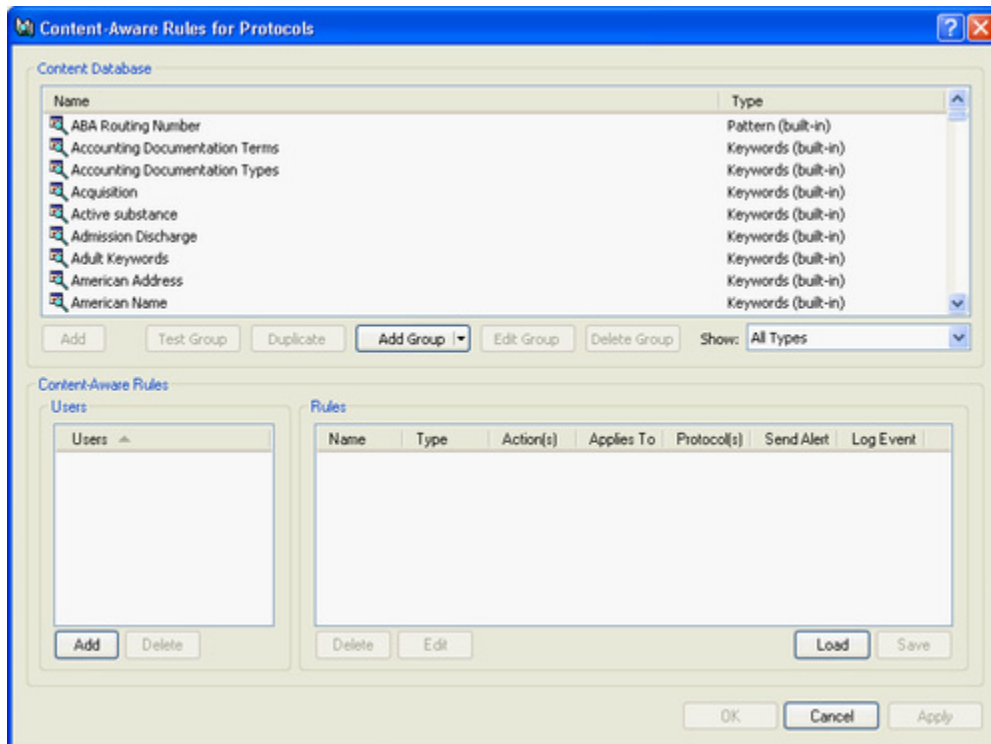 Content-Aware Rules for Protocols
Content Database
Name Type
ABA Routing Number Pattern (built-in)
Accounting Documentation Terms Keywords (built-in)
Accounting Documentation Types Keywords (built-in)
Acquisition Keywords (built-in)
Active substance Keywords (built-in)
Admission Discharge Keywords (built-in)
Adult Keywords Keywords (built-in)
American Address Keywords (built-in)
American Name Keywords (built-in)
Add Test Group Duplicate Add Group Edit Group Delete Group Show: All Types
Content-Aware Rules
Users Rules
Users Name Type Action(s) Applies To Protocol(s) Send Alert Log Event
Add Delete Delete Edit Load Save
OK Cancel Apply